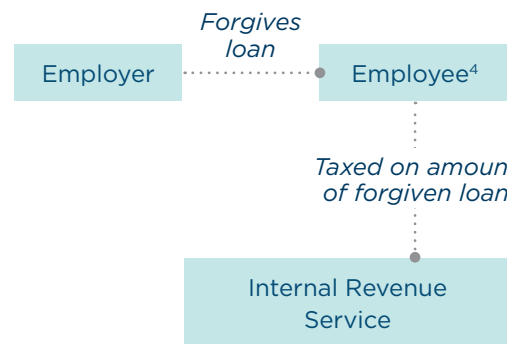 Forgives
loan
Employer
Employee⁴
Taxed on amoun
of forgiven loan
Internal Revenue
Service